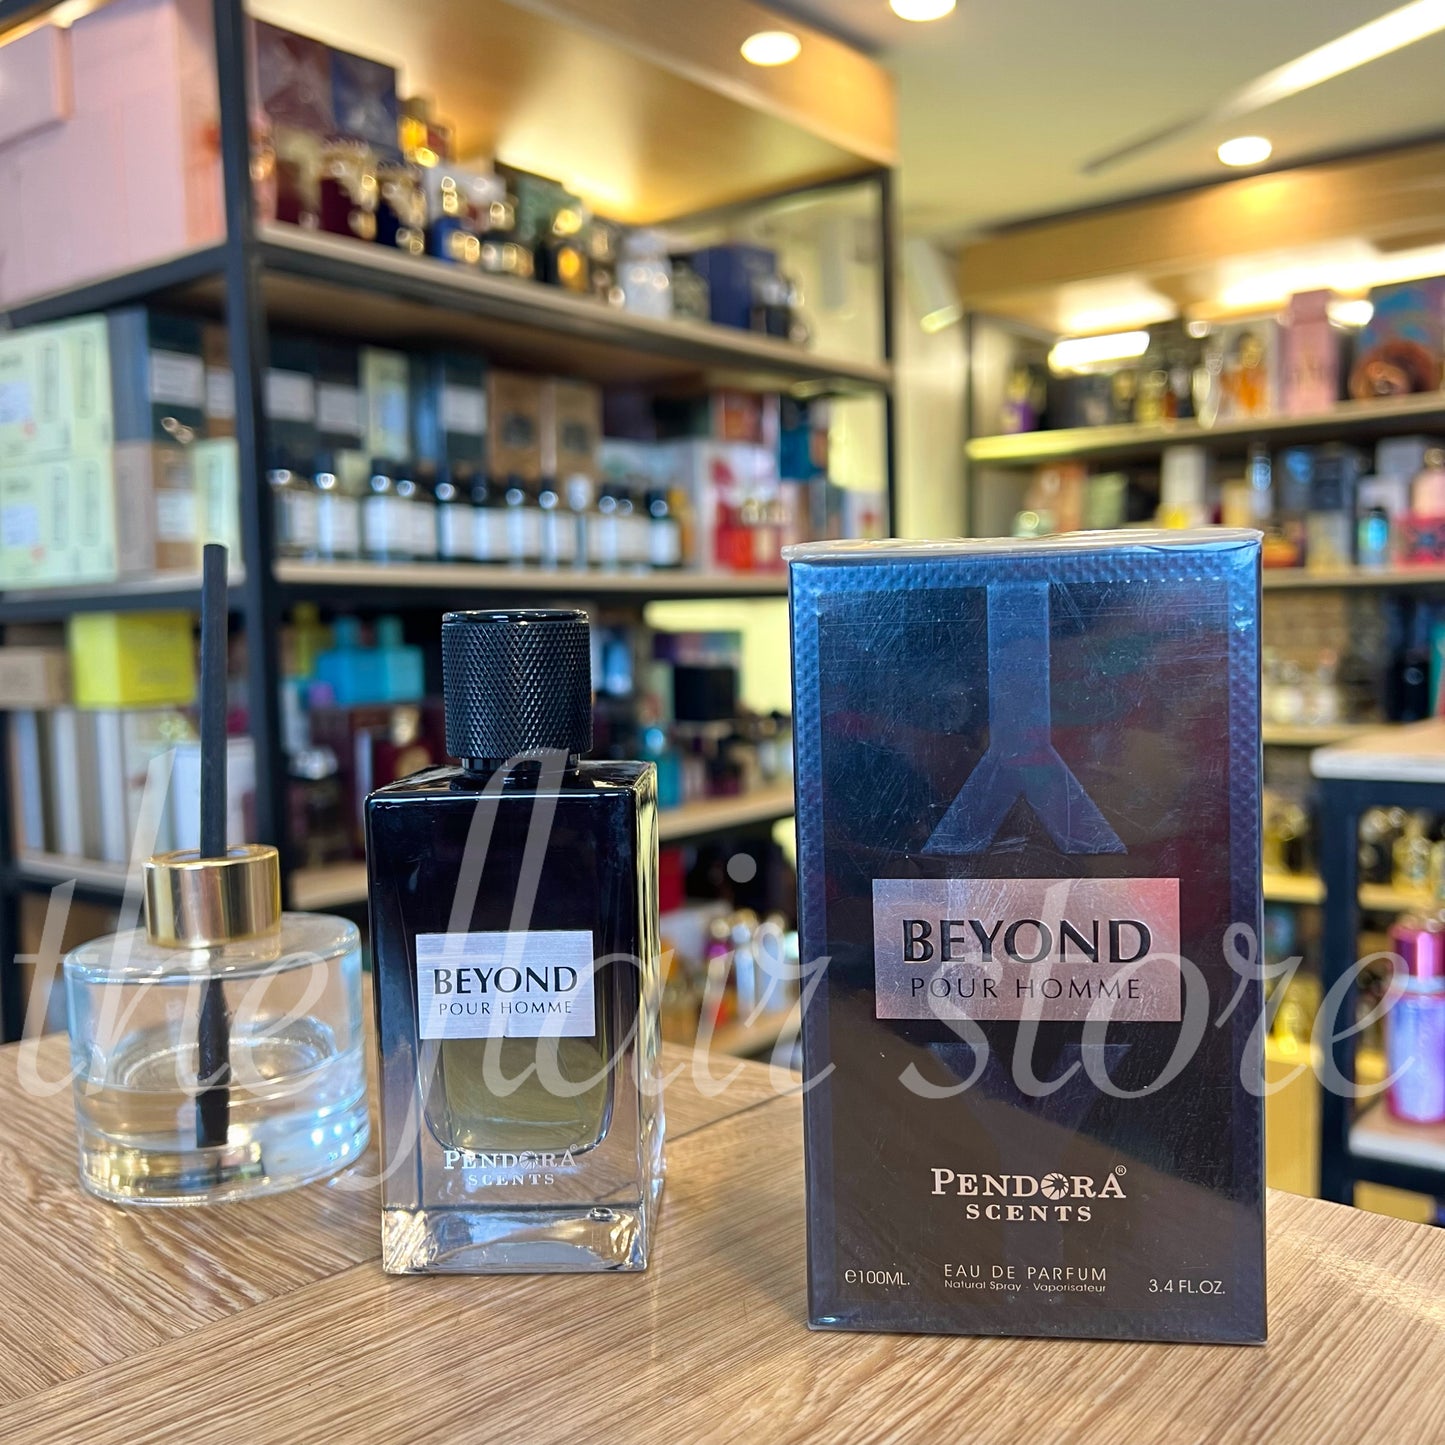 BEYOND
POUR HOMME
PENDORA
SCENTS
BEYOND
POUR HOMME
PENDORA®
SCENTS
e100ML.
EAU DE PARFUM
Natural Spray - Vaporisateur
3.4 FL.OZ.
the flair store